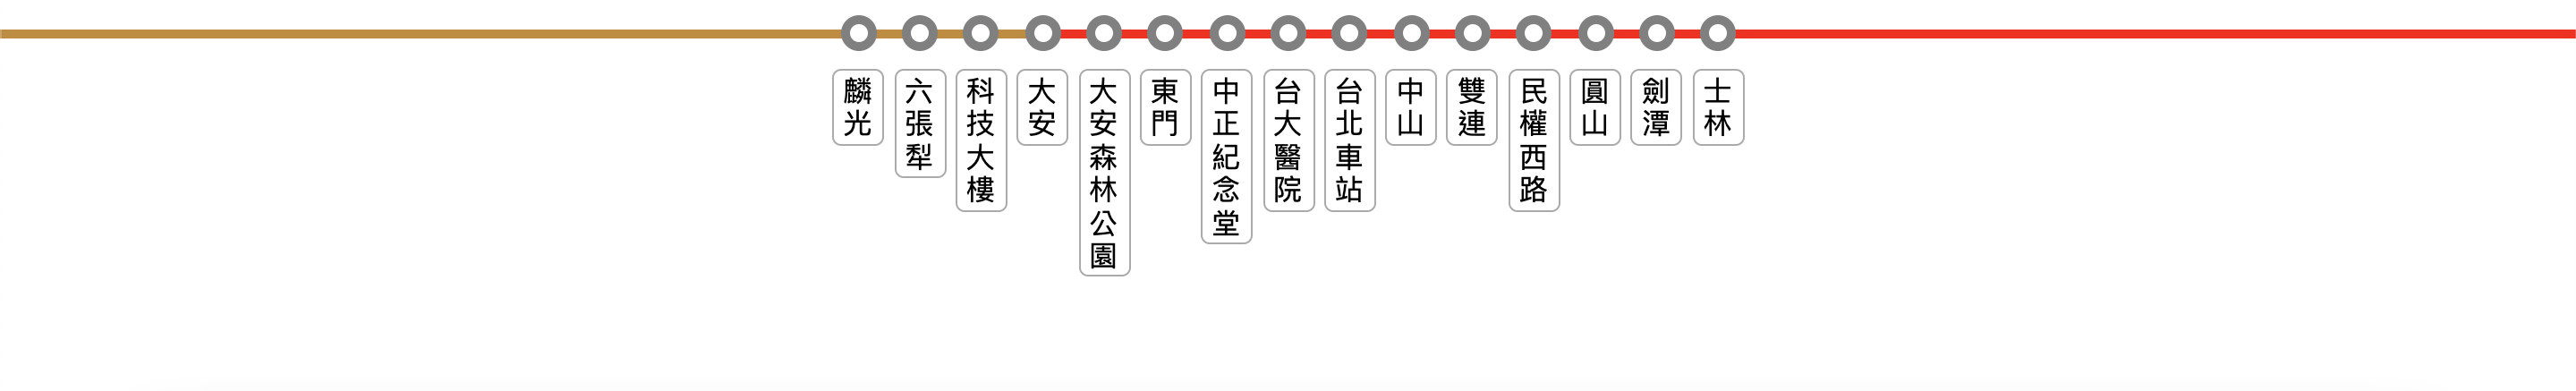 麟光
六張犁
科技大樓
大安
大安森林公園
東門
中正紀念堂
台大醫院
台北車站
中山
雙連
民權西路
圓山
劍潭
士林